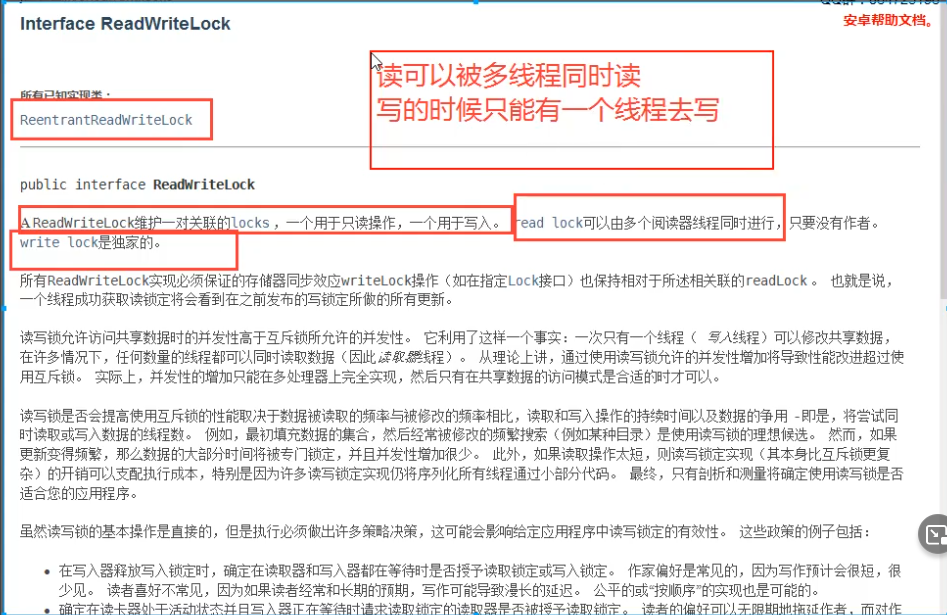 Interface ReadWriteLock
安卓帮助文档。
读可以被多线程同时读
写的时候只能有一个线程去写
所有已知实现类：
ReentrantReadWriteLock
public interface ReadWriteLock
A ReadWriteLock维护一对关联的locks ，一个用于只读操作，一个用于写入。 read lock可以由多个阅读器线程同时进行，只要没有作者。
write lock是独家的。
所有ReadWriteLock实现必须保证的存储器同步效应writeLock操作（如在指定Lock接口）也保持相对于所述相关联的readLock 。 也就是说，
一个线程成功获取读锁定将会看到在之前发布的写锁定所做的所有更新。
读写锁允许访问共享数据时的并发性高于互斥锁所允许的并发性。 它利用了这样一个事实：一次只有一个线程（ 写入线程）可以修改共享数据，
在许多情况下，任何数量的线程都可以同时读取数据（因此读取器线程）。 从理论上讲，通过使用读写锁允许的并发性增加将导致性能改进超过使
用互斥锁。 实际上，并发性的增加只能在多处理器上完全实现，然后只有在共享数据的访问模式是合适的时才可以。
读写锁是否会提高使用互斥锁的性能取决于数据被读取的频率与被修改的频率相比，读取和写入操作的持续时间以及数据的争用 -即是，将尝试同
时读取或写入数据的线程数。 例如，最初填充数据的集合，然后经常被修改的频繁搜索（例如某种目录）是使用读写锁的理想候选。 然而，如果
更新变得频繁，那么数据的大部分时间将被专门锁定，并且并发性增加很少。 此外，如果读取操作太短，则读写锁定实现（其本身比互斥锁更复
杂）的开销可以支配执行成本，特别是因为许多读写锁定实现仍将序列化所有线程通过小部分代码。 最终，只有剖析和测量将确定使用读写锁是否
适合您的应用程序。
虽然读写锁的基本操作是直接的，但是执行必须做出许多策略决策，这可能会影响给定应用程序中读写锁定的有效性。 这些政策的例子包括：
• 在写入器释放写入锁定时，确定在读取器和写入器都在等待时是否授予读取锁定或写入锁定。 作家偏好是常见的，因为写作预计会很短，很
少见。 读者喜好不常见，因为如果读者经常和长期的预期，写作可能导致漫长的延迟。 公平的或“按顺序”的实现也是可能的。
• 确定在读卡器处于活动状态并且写入器正在等待时请求读取锁定的读取器是否被授予读取锁定。 读者的偏好可以无限期地拖延作者，而对作